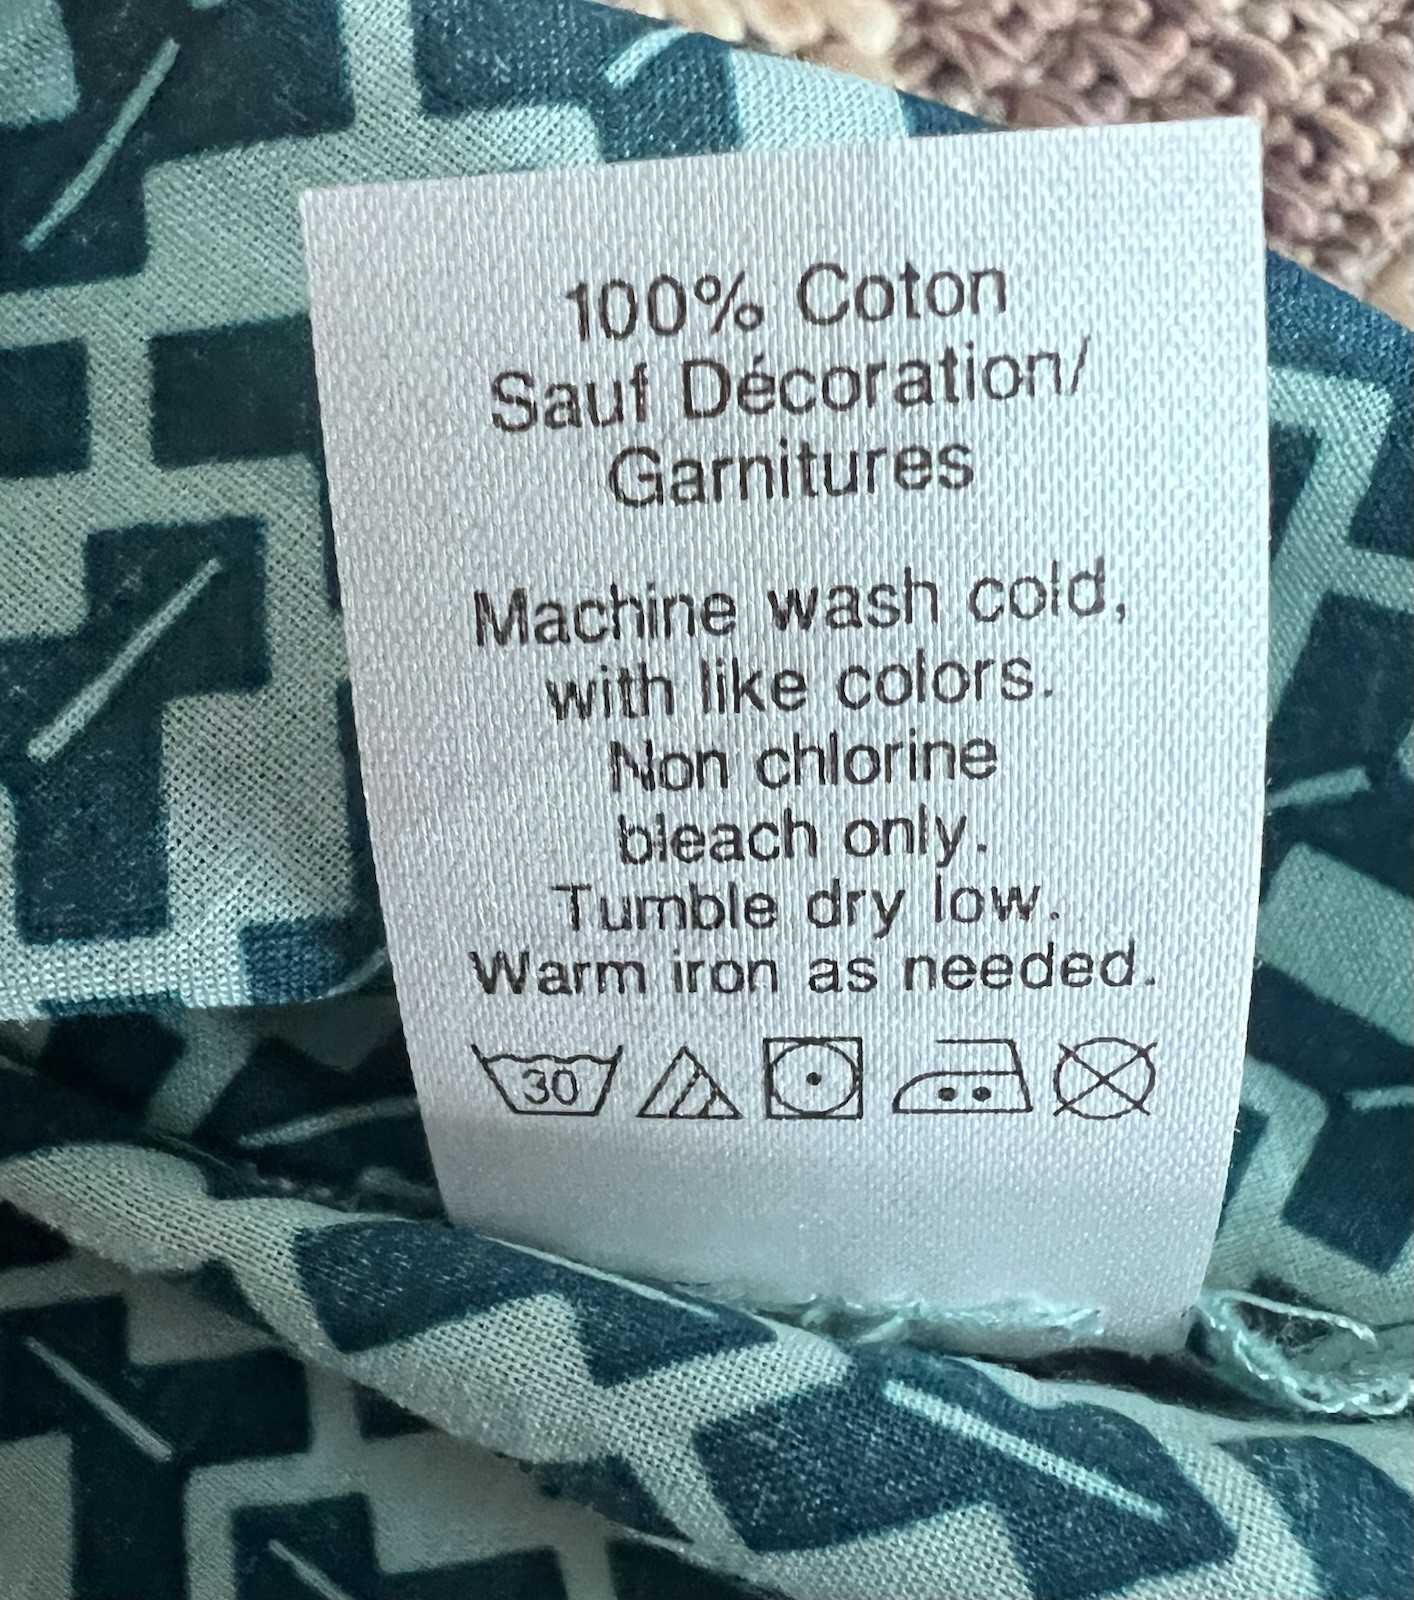 100% Coton
Sauf Décoration/
Garnitures
Machine wash cold,
with like colors.
Non chlorine
bleach only.
Tumble dry low.
Warm iron as needed.
30